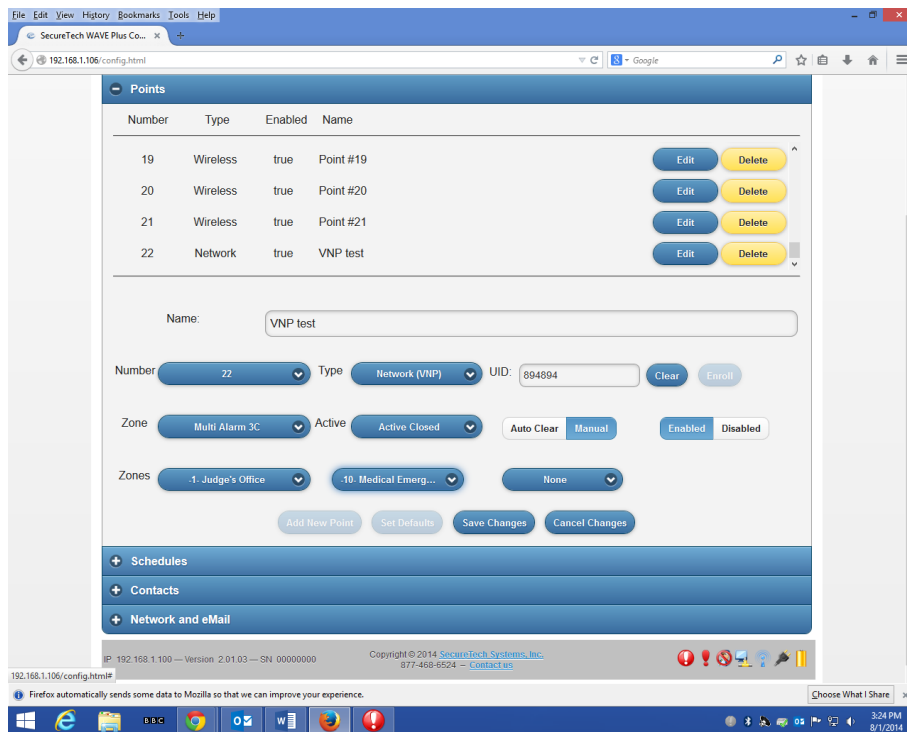 File Edit View History Bookmarks Tools Help
SecureTech WAVE Plus Co... × +
192.168.1.106/config.html Google
Points
Number Type Enabled Name
19 Wireless true Point #19 Edit Delete
20 Wireless true Point #20 Edit Delete
21 Wireless true Point #21 Edit Delete
22 Network true VNP test Edit Delete
Name: VNP test
Number 22 Type Network (VNP) UID: 894894 Clear Enroll
Zone Multi Alarm 3C Active Active Closed Auto Clear Manual Enabled Disabled
Zones -1- Judge's Office -10- Medical Emerg... None
Add New Point Set Defaults Save Changes Cancel Changes
Schedules
Contacts
Network and eMail
IP 192.168.1.100 — Version 2.01.03 — SN 00000000
Copyright © 2014 SecureTech Systems, Inc.
877-468-6524 — Contact us
192.168.1.106/config.html#
Firefox automatically sends some data to Mozilla so that we can improve your experience. Choose What I Share ×
BBC
3:24 PM
8/1/2014